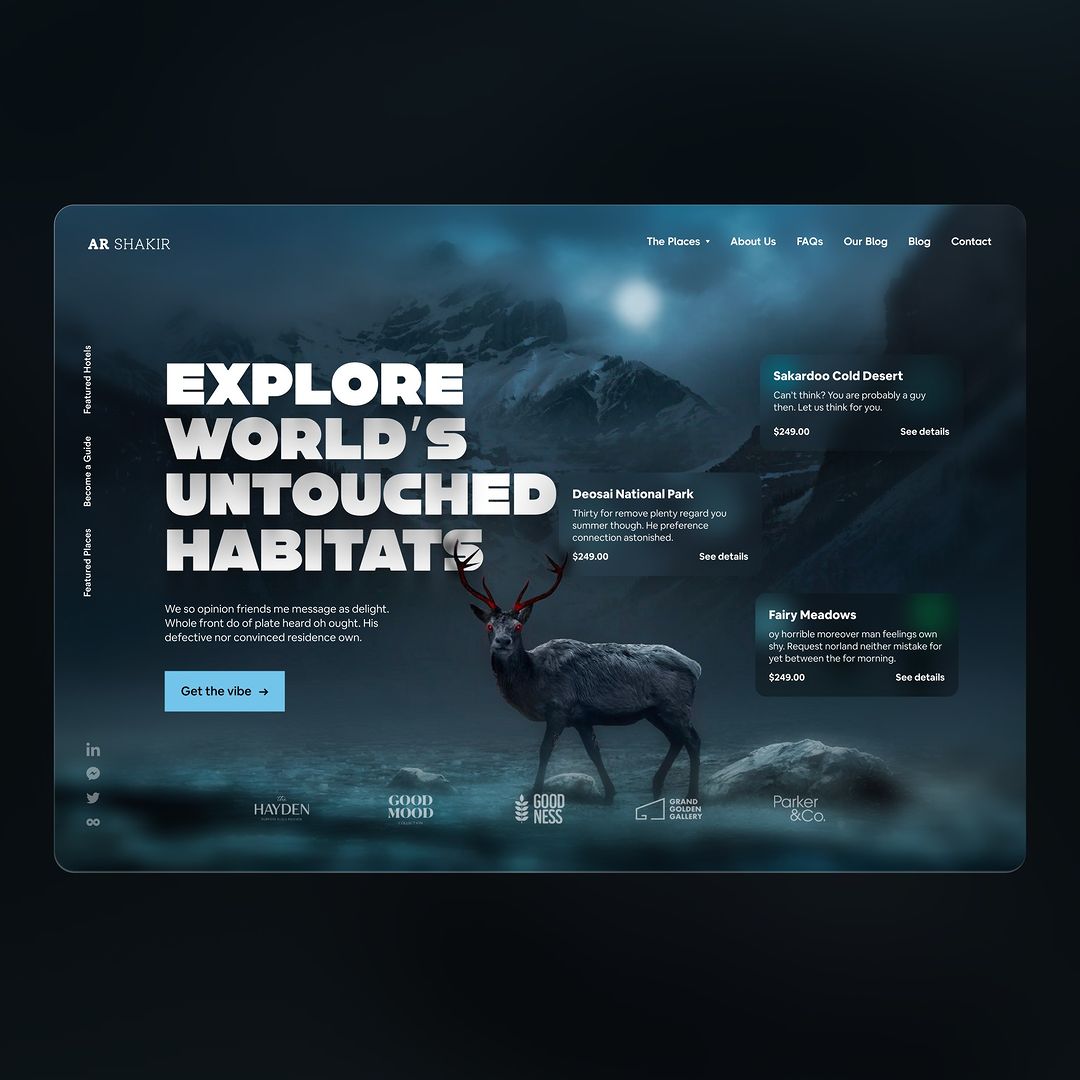 AR SHAKIR
The Places
About Us
FAQs
Our Blog
Blog
Contact
Featured Hotels
Become a Guide
Featured Places
EXPLORE
WORLD'S
UNTOUCHED
HABITATS
We so opinion friends me message as delight.
Whole front do of plate heard oh ought. His
defective nor convinced residence own.
Get the vibe →
Sakardoo Cold Desert
Can't think? You are probably a guy
then. Let us think for you.
$249.00
See details
Deosai National Park
Thirty for remove plenty regard you
summer though. He preference
connection astonished.
$249.00
See details
Fairy Meadows
oy horrible moreover man feelings own
shy. Request norland neither mistake for
yet between the for morning.
$249.00
See details
in
The
HAYDEN
GOOD
MOOD
COLLECTION
GOOD
NESS
GRAND
GOLDEN
GALLERY
Parker
&Co.